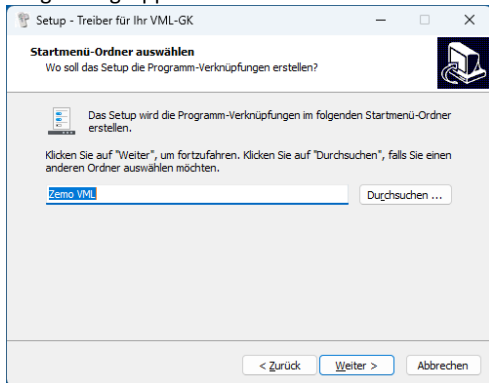 Setup - Treiber für Ihr VML-GK
Startmenü-Ordner auswählen
Wo soll das Setup die Programm-Verknüpfungen erstellen?
Das Setup wird die Programm-Verknüpfungen im folgenden Startmenü-Ordner
erstellen.
Klicken Sie auf "Weiter", um fortzufahren. Klicken Sie auf "Durchsuchen", falls Sie einen
anderen Ordner auswählen möchten.
Zemo VML
Durchsuchen ...
< Zurück
Weiter >
Abbrechen